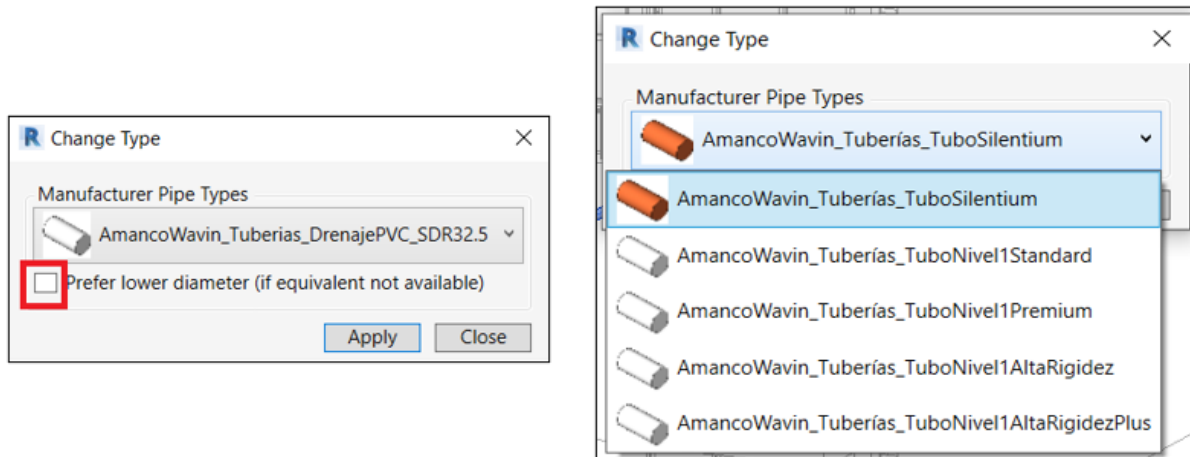 Change Type
Manufacturer Pipe Types
AmancoWavin_Tuberias_DrenajePVC_SDR32.5
Prefer lower diameter (if equivalent not available)
Apply
Close
Change Type
Manufacturer Pipe Types
AmancoWavin_Tuberías_TuboSilentium
AmancoWavin_Tuberías_TuboSilentium
AmancoWavin_Tuberías_TuboNivel1Standard
AmancoWavin_Tuberías_TuboNivel1Premium
AmancoWavin_Tuberías_TuboNivel1AltaRigidez
AmancoWavin_Tuberías_TuboNivel1AltaRigidezPlus